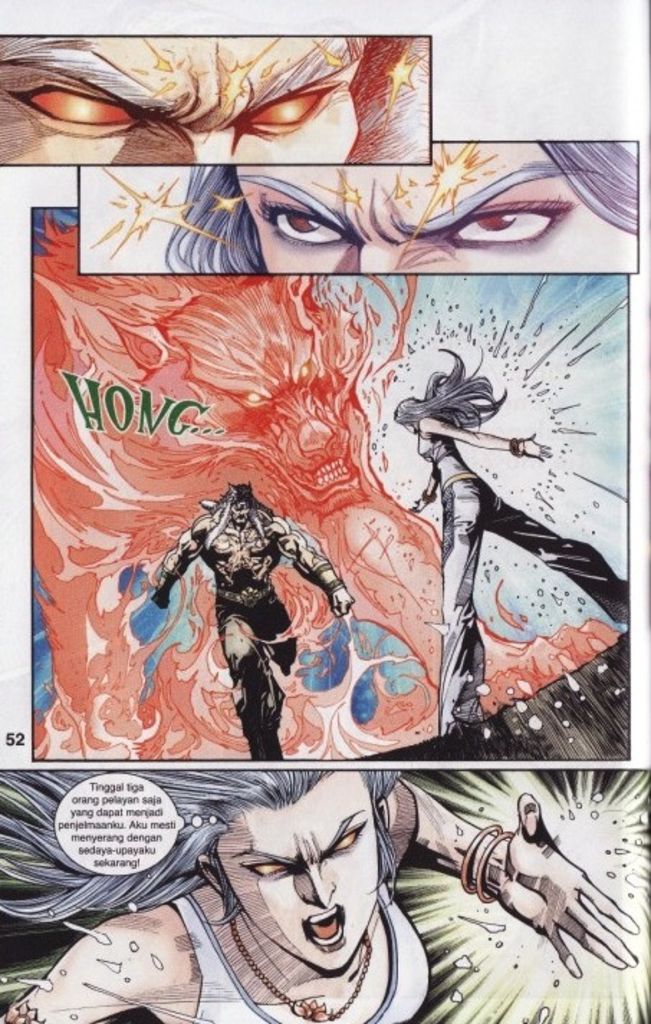 HONG...
52
Tinggal tiga
orang pelayan saja
yang dapat menjadi
penjelmaanku. Aku mesti
menyerang dengan
sedaya-upayaku
sekarang!